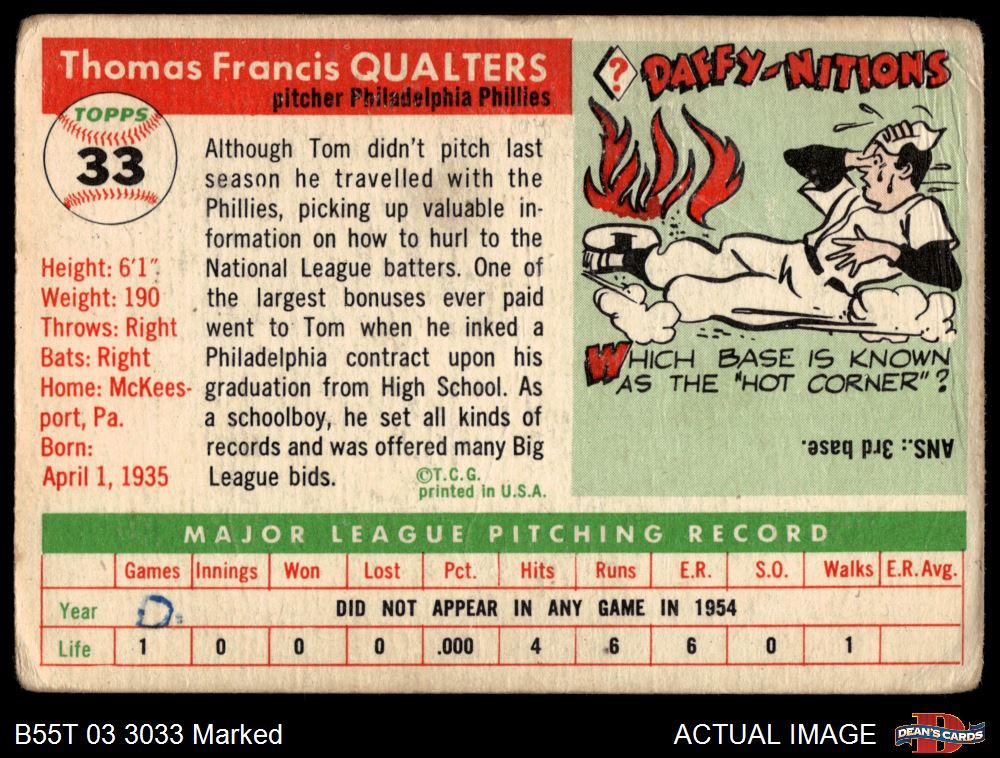 Thomas Francis QUALTERS
pitcher Philadelphia Phillies
TOPPS
33
Height: 6'1".
Weight: 190
Throws: Right
Bats: Right
Home: McKees-
port, Pa.
Born:
April 1, 1935
Although Tom didn't pitch last
season he travelled with the
Phillies, picking up valuable in-
formation on how to hurl to the
National League batters. One of
the largest bonuses ever paid
went to Tom when he inked a
Philadelphia contract upon his
graduation from High School. As
a schoolboy, he set all kinds of
records and was offered many Big
League bids.
©T.C.G.
printed in U.S.A.
? DAFFY-NITIONS
WHICH BASE IS KNOWN
AS THE "HOT CORNER"?
ANS.: 3rd base.
MAJOR LEAGUE PITCHING RECORD
Games Innings Won Lost Pct. Hits Runs E.R. S.O. Walks E.R.Avg.
Year D. DID NOT APPEAR IN ANY GAME IN 1954
Life 1 0 0 0 .000 4 6 6 0 1
B55T 03 3033 Marked
ACTUAL IMAGE
D
DEAN'S CARDS